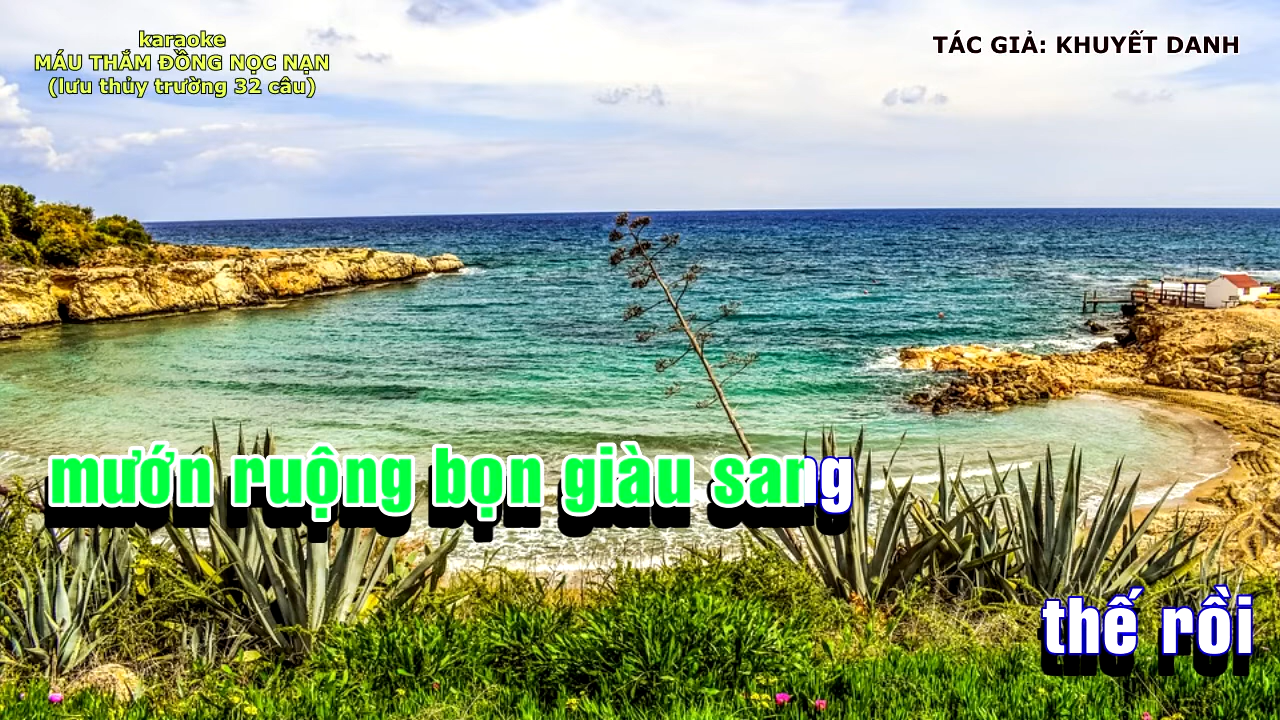 karaoke
MÁU THẮM ĐỒNG NỌC NẠN
(lưu thủy trường 32 câu)
TÁC GIẢ: KHUYẾT DANH
mướn ruộng bọn giàu sang
thế rồi